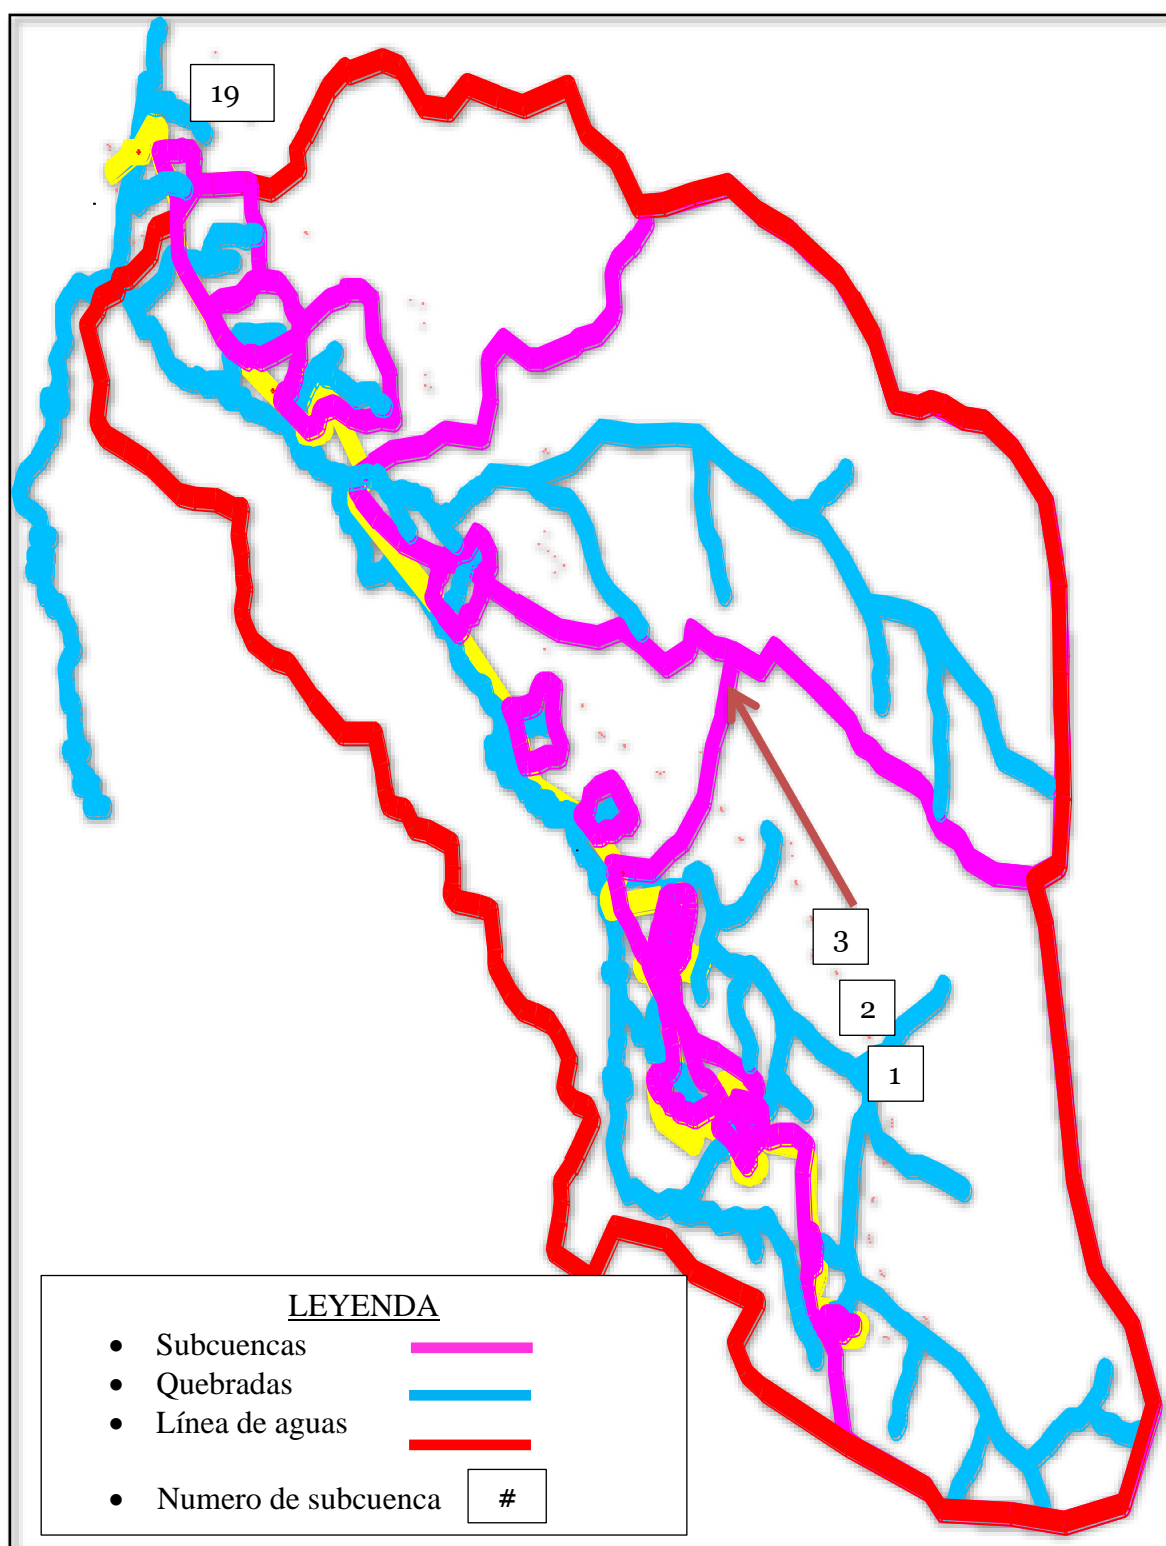 19
3
2
1
LEYENDA
• Subcuencas
• Quebradas
• Línea de aguas
• Numero de subcuenca #